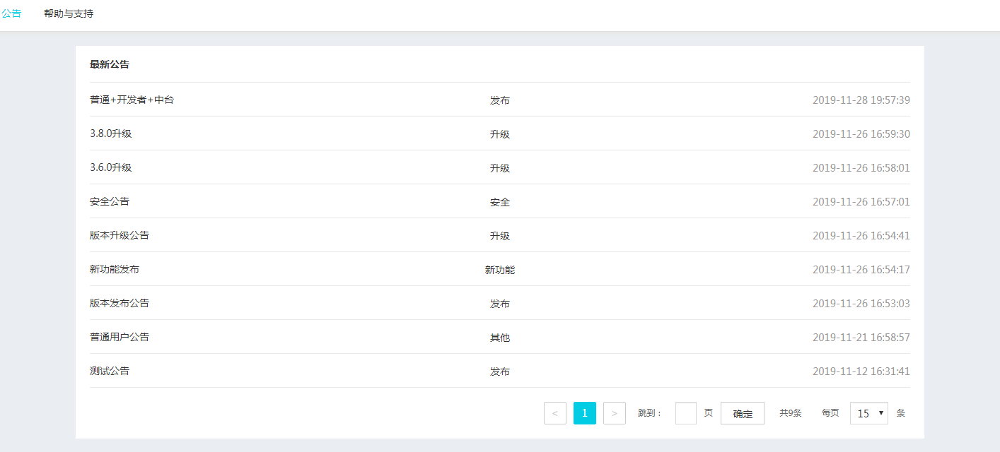 公告 帮助与支持
最新公告
普通+开发者+中台 发布 2019-11-28 19:57:39
3.8.0升级 升级 2019-11-26 16:59:30
3.6.0升级 升级 2019-11-26 16:58:01
安全公告 安全 2019-11-26 16:57:01
版本升级公告 升级 2019-11-26 16:54:41
新功能发布 新功能 2019-11-26 16:54:17
版本发布公告 发布 2019-11-26 16:53:03
普通用户公告 其他 2019-11-21 16:58:57
测试公告 发布 2019-11-12 16:31:41
< 1 > 跳到： 页 确定 共9条 每页 15 ▼ 条